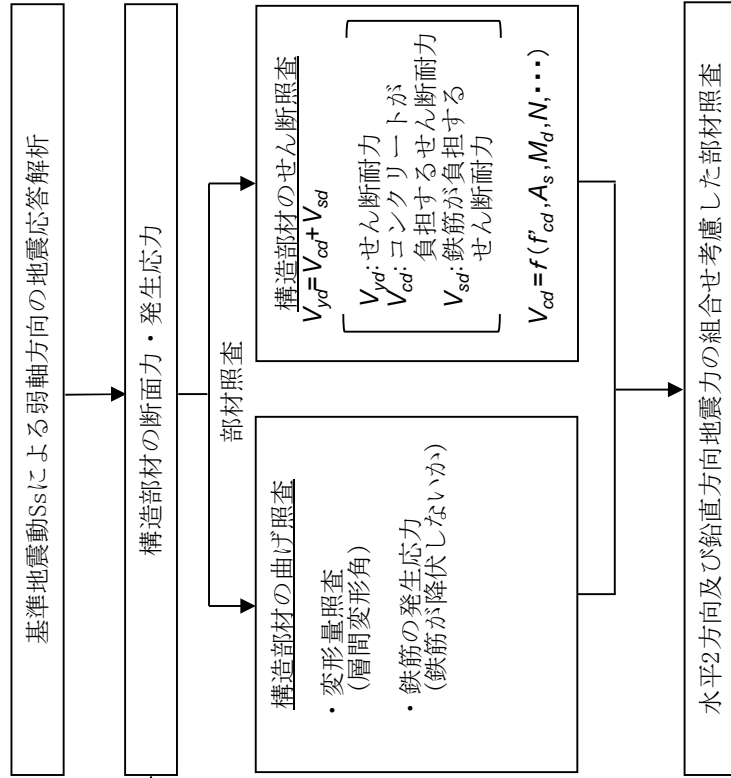 基準地震動Ssによる弱軸方向の地震応答解析
構造部材の断面力・発生応力
部材照査
構造部材の曲げ照査
・変形量照査
(層間変形角)
・鉄筋の発生応力
(鉄筋が降伏しないか)
構造部材のせん断照査
Vyd=Vcd+Vsd
Vyd:せん断耐力
Vcd:コンクリートが
負担するせん断耐力
Vsd:鉄筋が負担する
せん断耐力
Vcd=f(f'cd,As,Md,N,・・・)
水平2方向及び鉛直方向地震力の組合せ考慮した部材照査